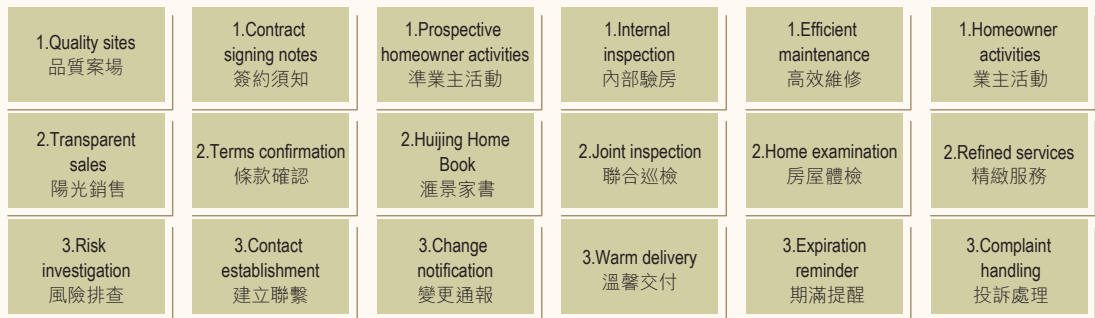 1.Quality sites
品質案場
1.Contract
signing notes
簽約須知
1.Prospective
homeowner activities
準業主活動
1.Internal
inspection
內部驗房
1.Efficient
maintenance
高效維修
1.Homeowner
activities
業主活動
2.Transparent
sales
陽光銷售
2.Terms confirmation
條款確認
2.Huijing Home
Book
滙景家書
2.Joint inspection
聯合巡檢
2.Home examination
房屋體檢
2.Refined services
精緻服務
3.Risk
investigation
風險排查
3.Contact
establishment
建立聯繫
3.Change
notification
變更通報
3.Warm delivery
溫馨交付
3.Expiration
reminder
期滿提醒
3.Complaint
handling
投訴處理